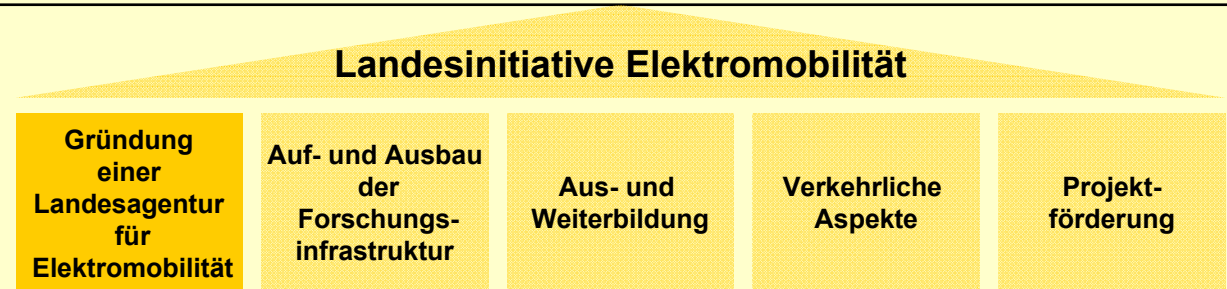 Landesinitiative Elektromobilität
Gründung
einer
Landesagentur
für
Elektromobilität
Auf- und Ausbau
der
Forschungs-
infrastruktur
Aus- und
Weiterbildung
Verkehrliche
Aspekte
Projekt-
förderung